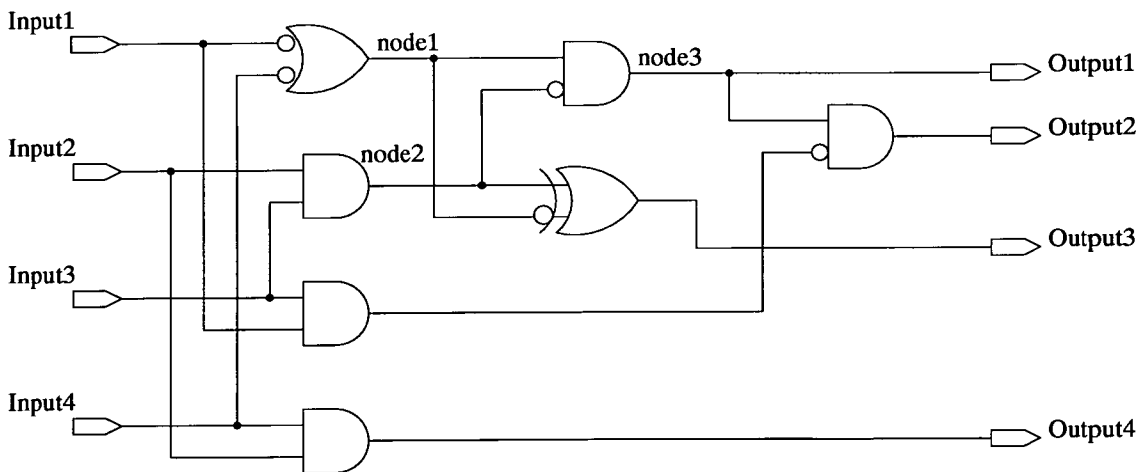 Input1
node1
node3
Output1
Output2
Input2
node2
Output3
Input3
Input4
Output4